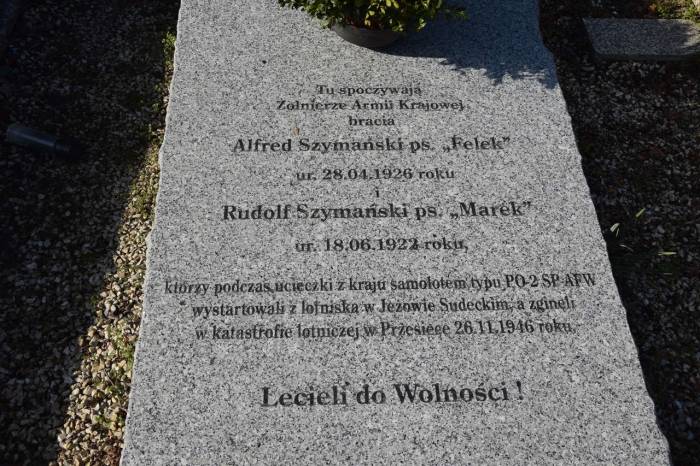 Tu spoczywają
Żołnierze Armii Krajowej,
bracia
Alfred Szymański ps. „Felek”
ur. 28.04.1926 roku
i
Rudolf Szymański ps. „Marek”
ur. 18.06.1922 roku,
którzy podczas ucieczki z kraju samolotem typu PO-2 SP-AFW
wystartowali z lotniska w Jeżowie Sudeckim, a zginęli
w katastrofie lotniczej w Przesiece 26.11.1946 roku.
Lecieli do Wolności !